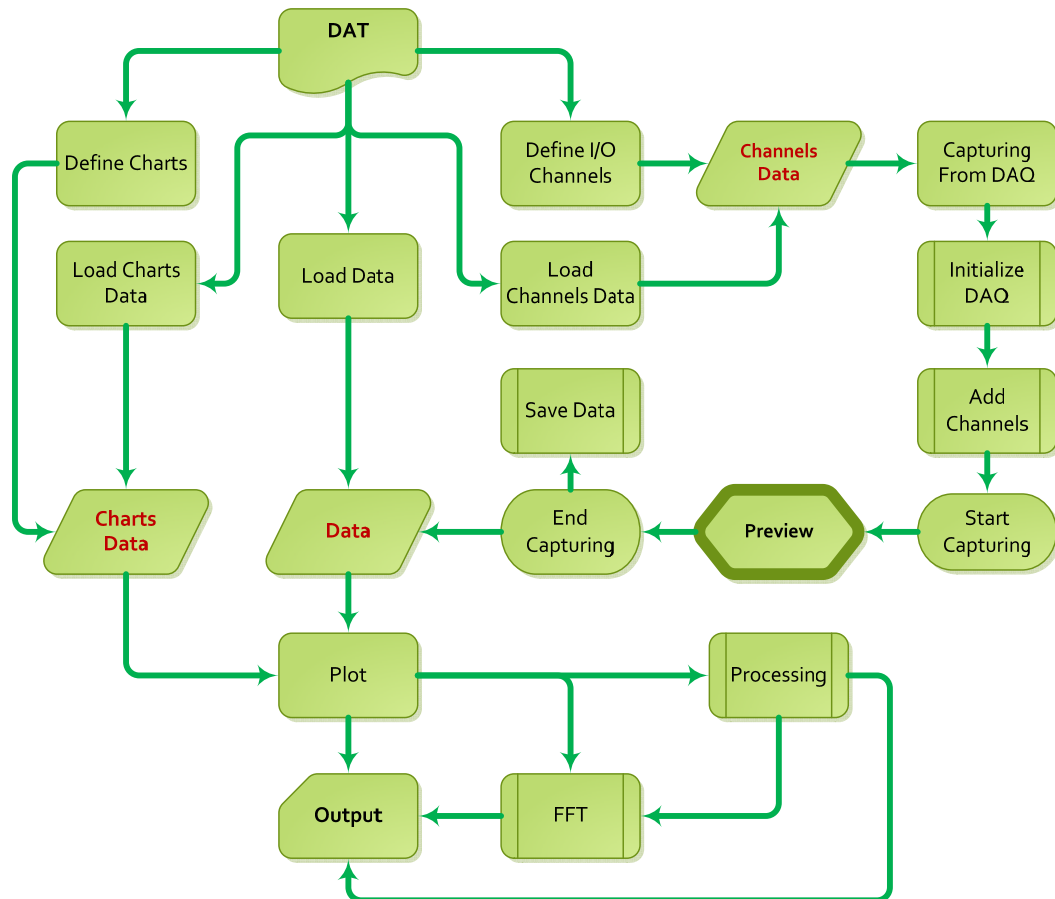 DAT
Define Charts
Define I/O
Channels
Channels
Data
Capturing
From DAQ
Load Charts
Data
Load Data
Load
Channels Data
Initialize
DAQ
Save Data
Add
Channels
Charts
Data
Data
End
Capturing
Preview
Start
Capturing
Plot
Processing
Output
FFT